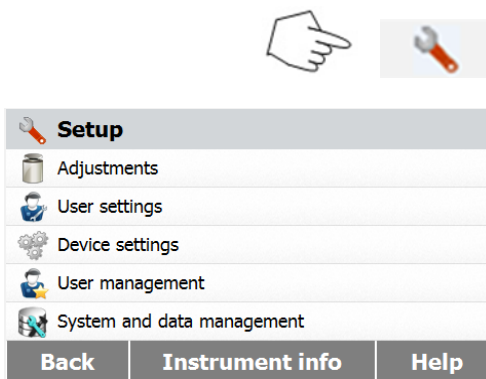 Setup
Adjustments
User settings
Device settings
User management
System and data management
Back Instrument info Help